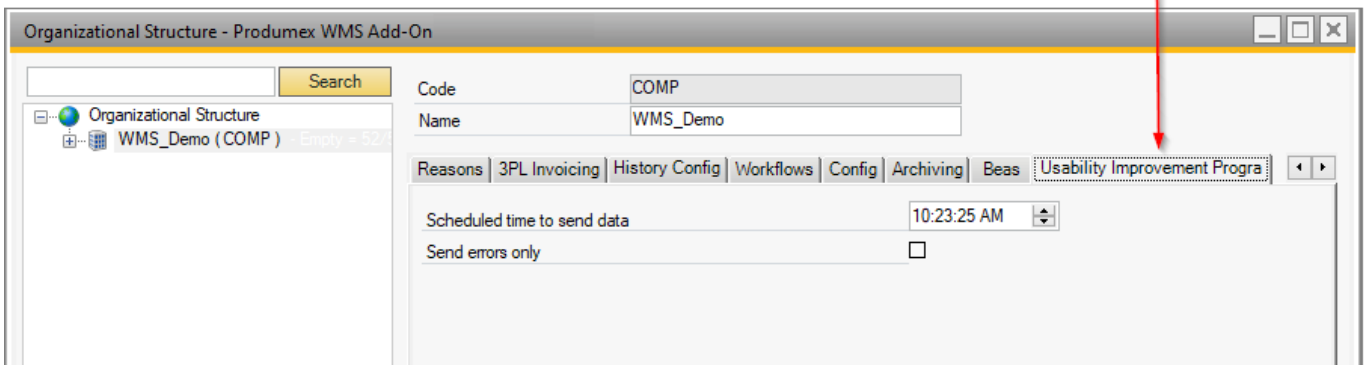 Organizational Structure - Produmex WMS Add-On
Search
Organizational Structure
WMS_Demo ( COMP ) - Empty = 52/
Code COMP
Name WMS_Demo
Reasons 3PL Invoicing History Config Workflows Config Archiving Beas Usability Improvement Progra
Scheduled time to send data 10:23:25 AM
Send errors only